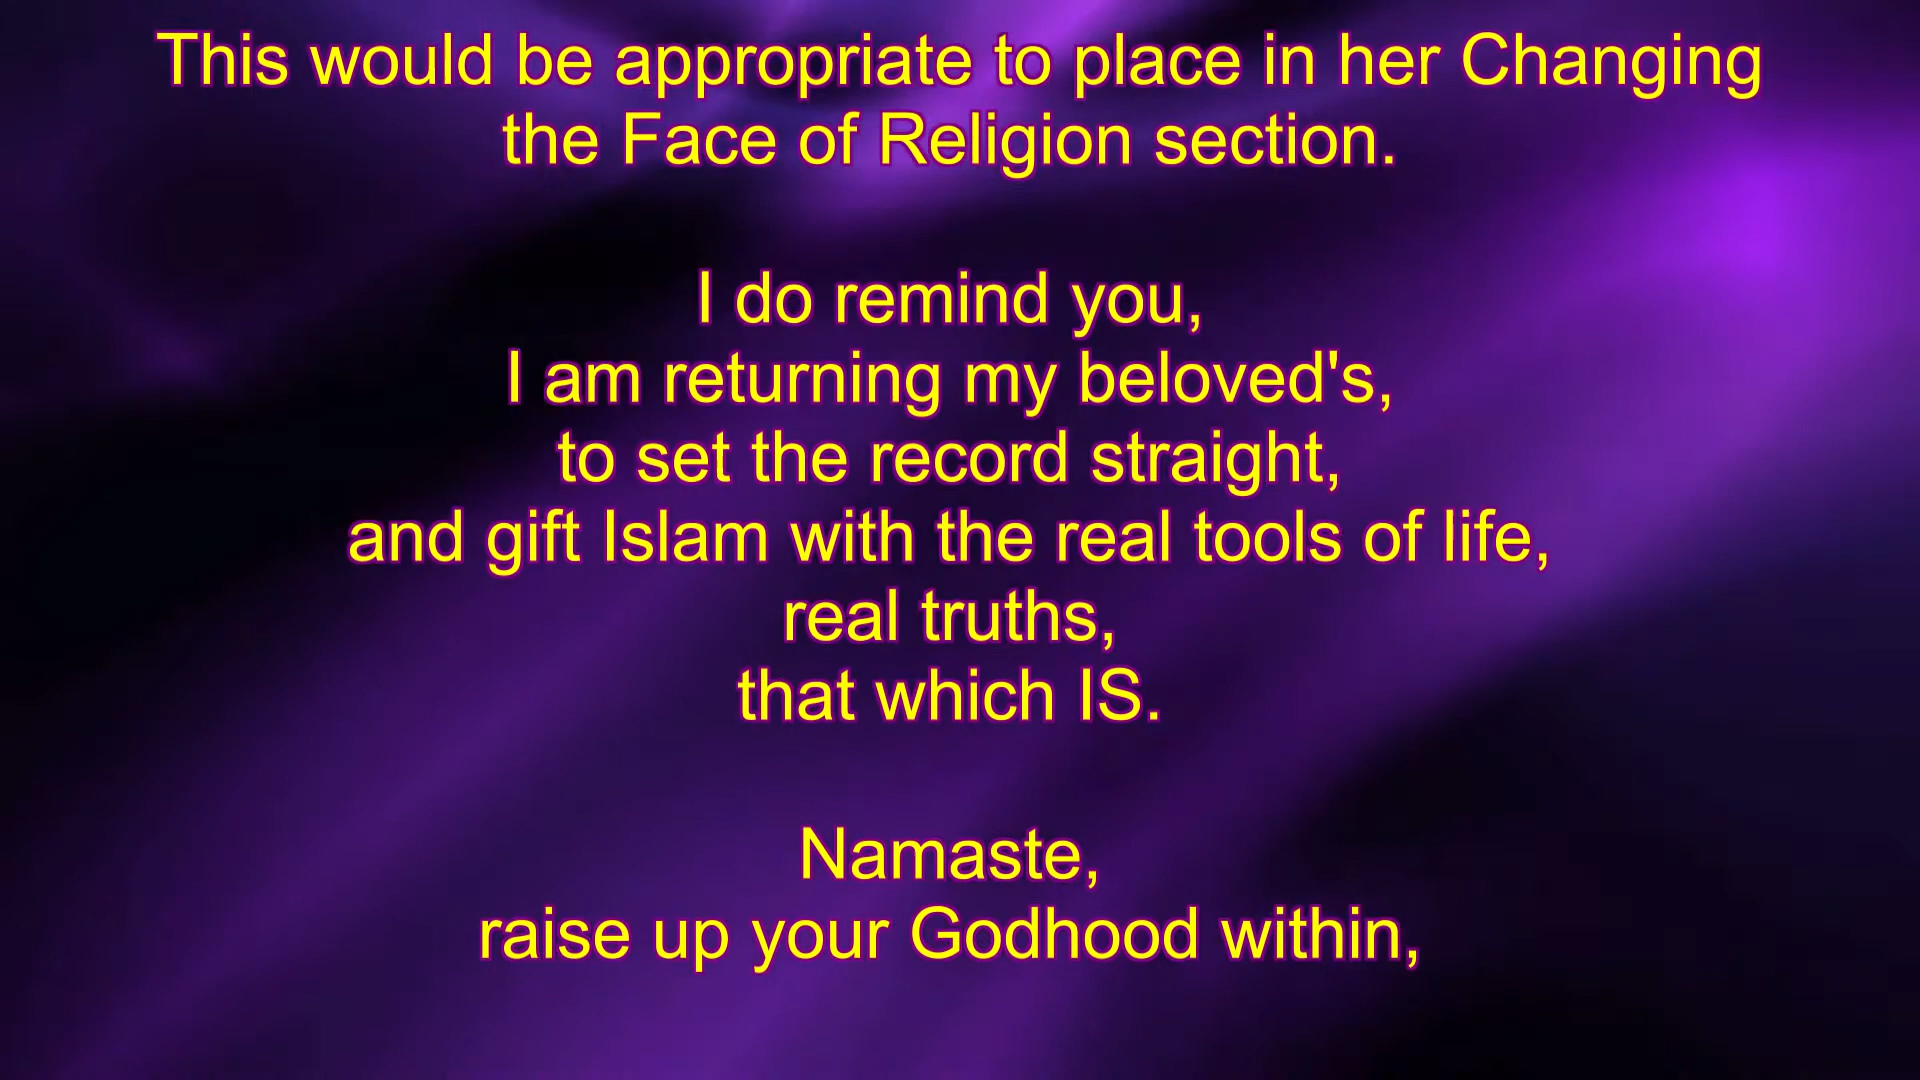 This would be appropriate to place in her Changing
the Face of Religion section.
I do remind you,
I am returning my beloved's,
to set the record straight,
and gift Islam with the real tools of life,
real truths,
that which IS.
Namaste,
raise up your Godhood within,